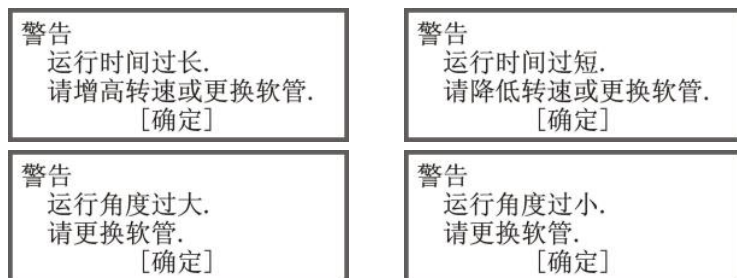 警告
运行时间过长.
请增高转速或更换软管.
[确定]
警告
运行时间过短.
请降低转速或更换软管.
[确定]
警告
运行角度过大.
请更换软管.
[确定]
警告
运行角度过小.
请更换软管.
[确定]